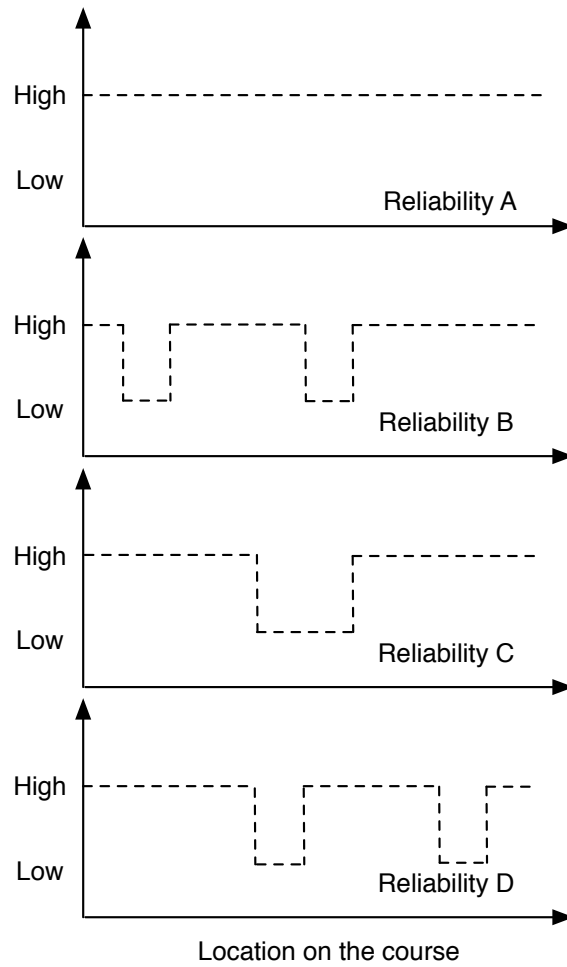 High
Low
Reliability A
High
Low
Reliability B
High
Low
Reliability C
High
Low
Reliability D
Location on the course